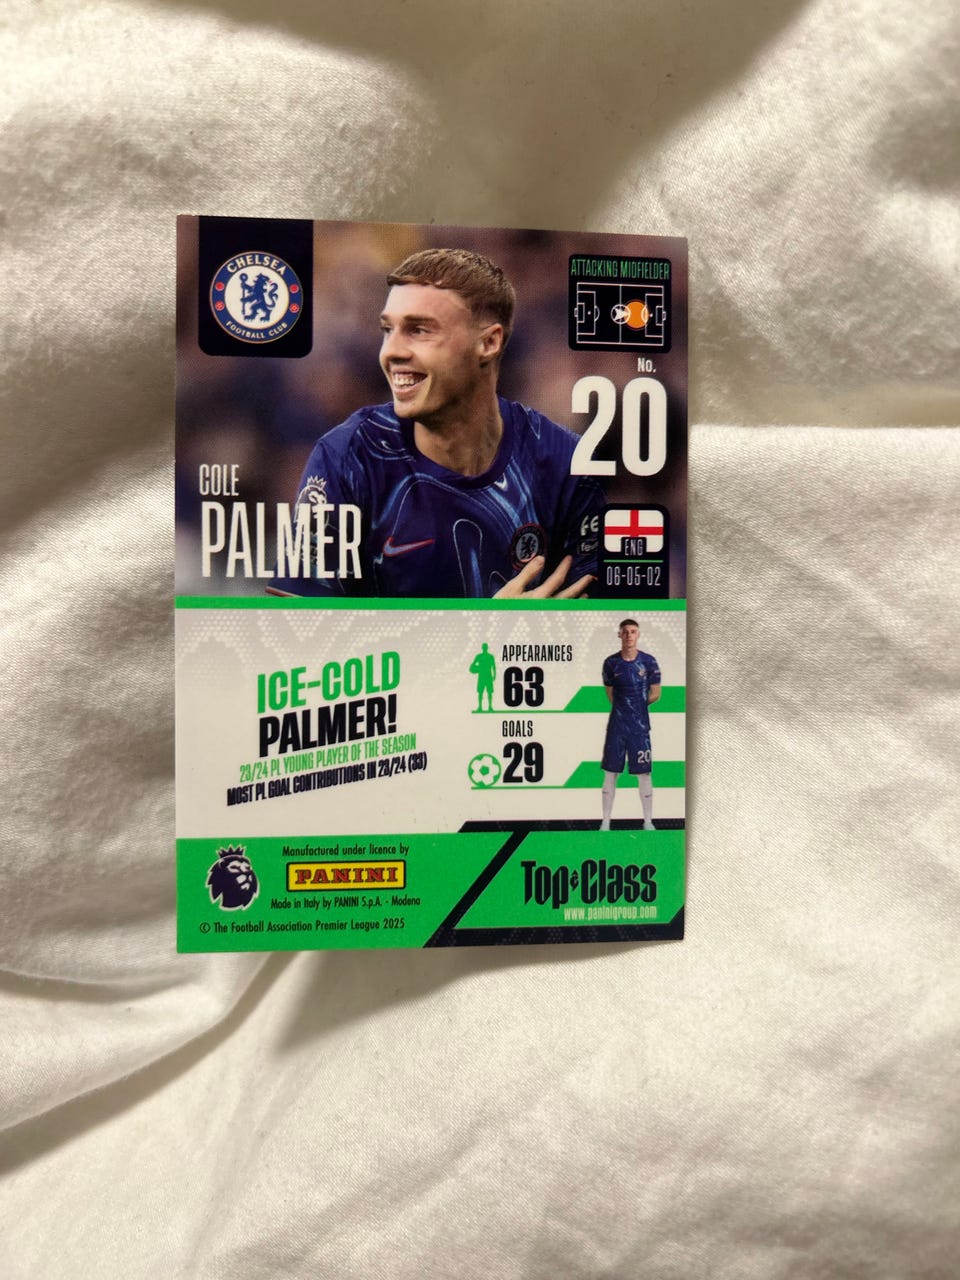 CHELSEA
FOOTBALL CLUB
ATTACKING MIDFIELDER
No.
20
COLE
PALMER
ENG
06-05-02
ICE-COLD
PALMER!
23/24 PL YOUNG PLAYER OF THE SEASON
MOST PL GOAL CONTRIBUTIONS IN 23/24 (33)
APPEARANCES
63
GOALS
29
20
Manufactured under licence by
PANINI
Made in Italy by PANINI S.p.A. - Modena
© The Football Association Premier League 2025
Top Class
www.paninigroup.com